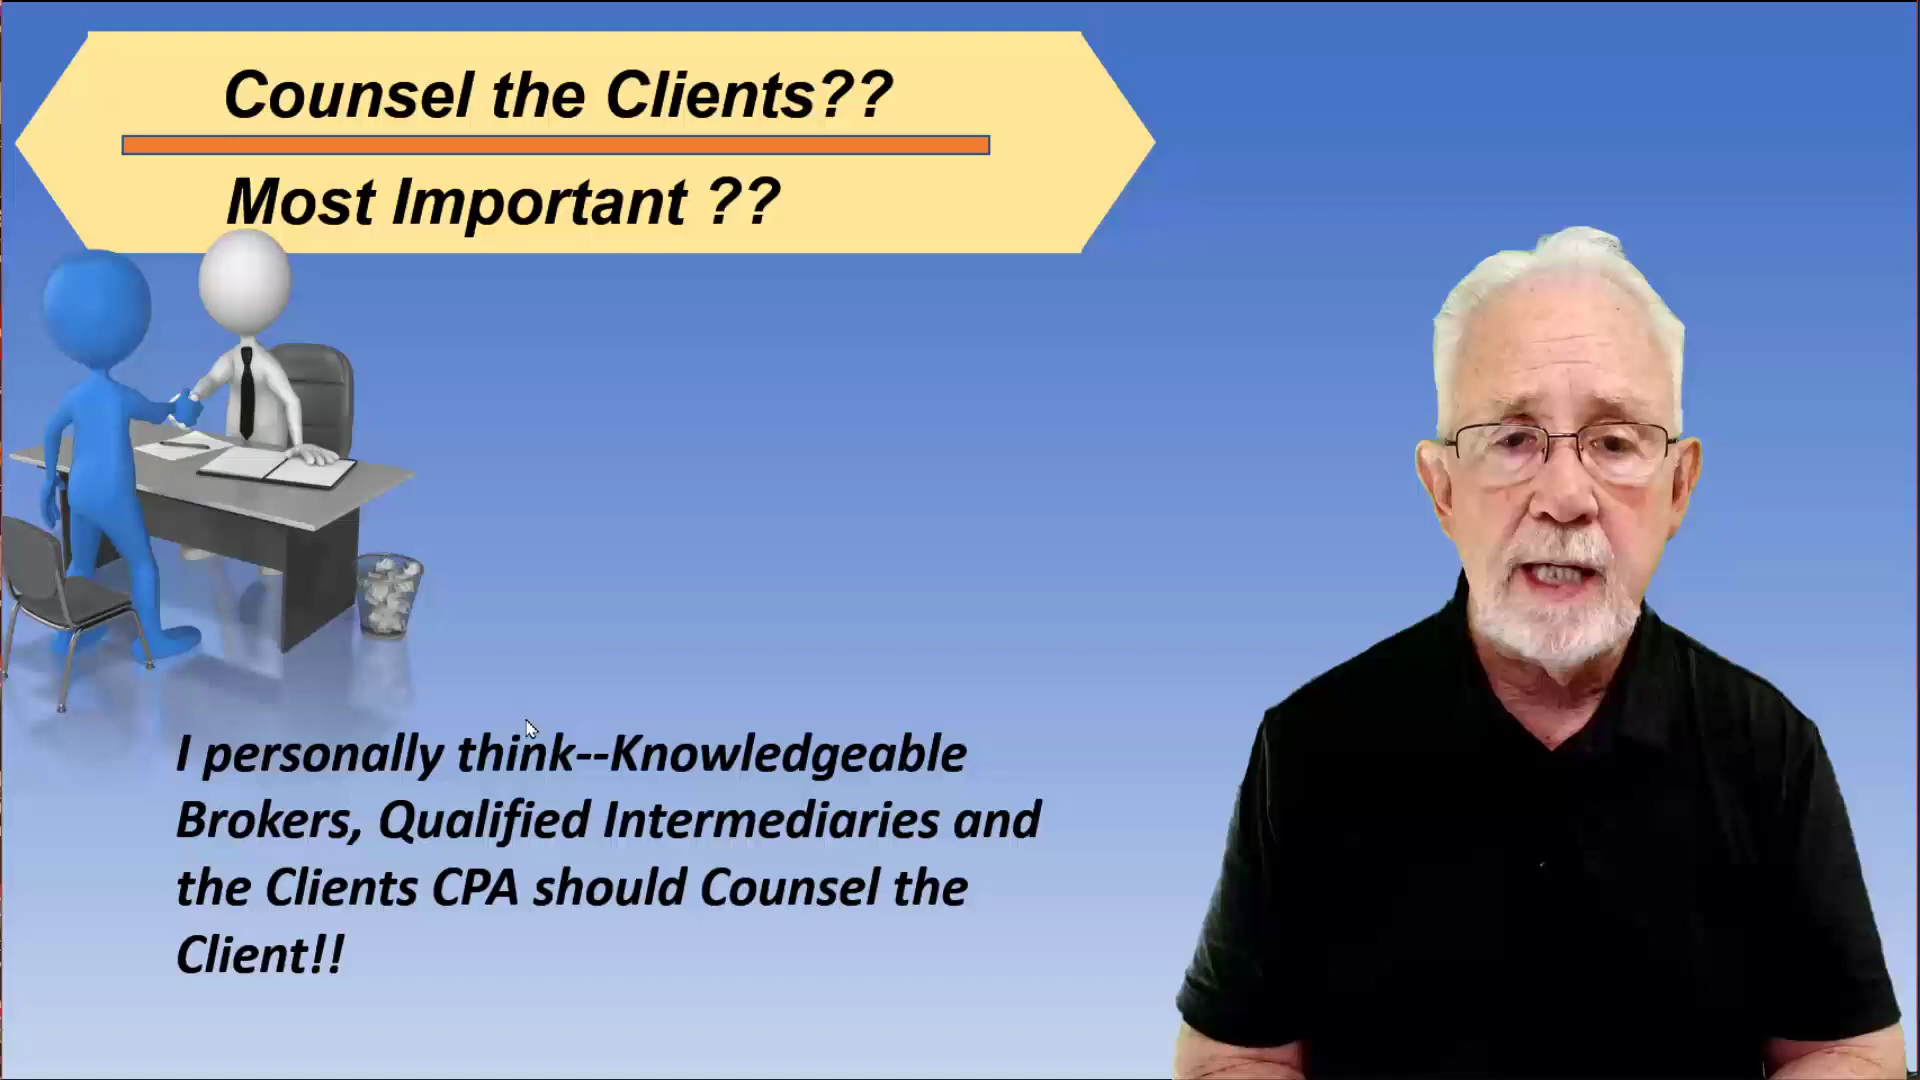 Counsel the Clients??
Most Important ??
I personally think--Knowledgeable
Brokers, Qualified Intermediaries and
the Clients CPA should Counsel the
Client!!